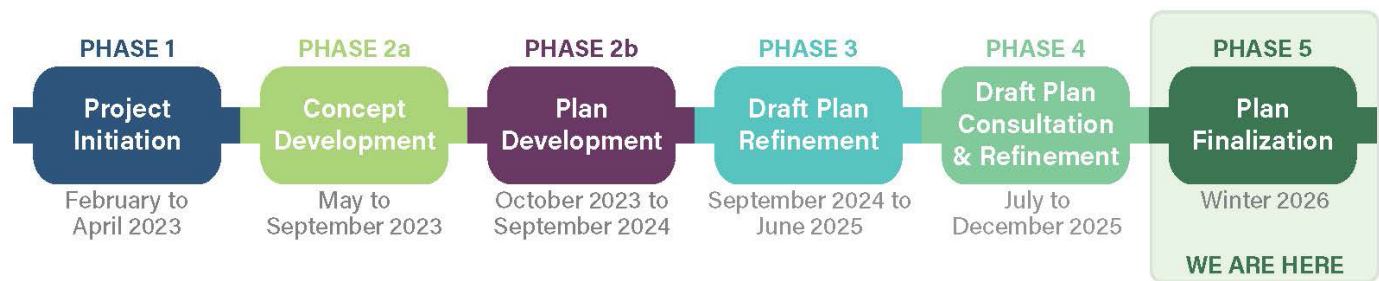 PHASE 1
Project
Initiation
February to
April 2023
PHASE 2a
Concept
Development
May to
September 2023
PHASE 2b
Plan
Development
October 2023 to
September 2024
PHASE 3
Draft Plan
Refinement
September 2024 to
June 2025
PHASE 4
Draft Plan
Consultation
& Refinement
July to
December 2025
PHASE 5
Plan
Finalization
Winter 2026
WE ARE HERE